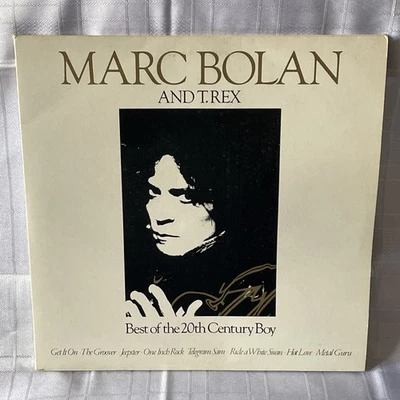 MARC BOLAN
AND T.REX
Best of the 20th Century Boy
Get It On · The Groover · Jeepster · One Inch Rock · Telegram Sam · Ride a White Swan · Hot Love · Metal Guru